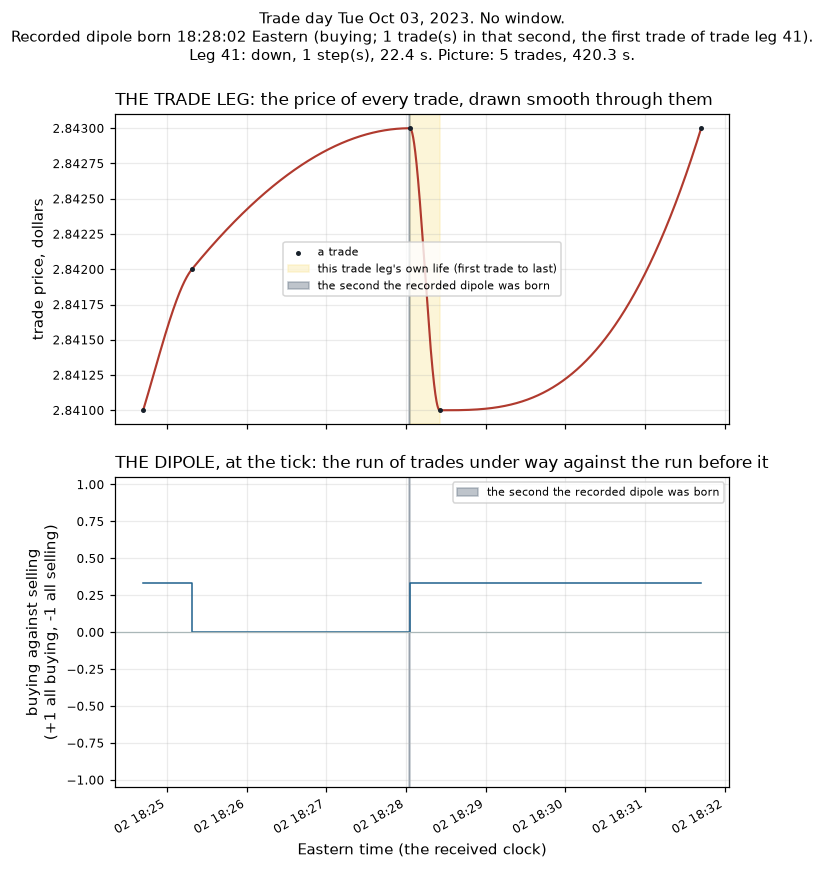 Trade day Tue Oct 03, 2023. No window.
Recorded dipole born 18:28:02 Eastern (buying; 1 trade(s) in that second, the first trade of trade leg 41).
Leg 41: down, 1 step(s), 22.4 s. Picture: 5 trades, 420.3 s.
THE TRADE LEG: the price of every trade, drawn smooth through them
trade price, dollars
2.84300
2.84275
2.84250
2.84225
2.84200
2.84175
2.84150
2.84125
2.84100
a trade
this trade leg's own life (first trade to last)
the second the recorded dipole was born
THE DIPOLE, at the tick: the run of trades under way against the run before it
buying against selling
(+1 all buying, -1 all selling)
1.00
0.75
0.50
0.25
0.00
−0.25
−0.50
−0.75
−1.00
the second the recorded dipole was born
02 18:25
02 18:26
02 18:27
02 18:28
02 18:29
02 18:30
02 18:31
02 18:32
Eastern time (the received clock)